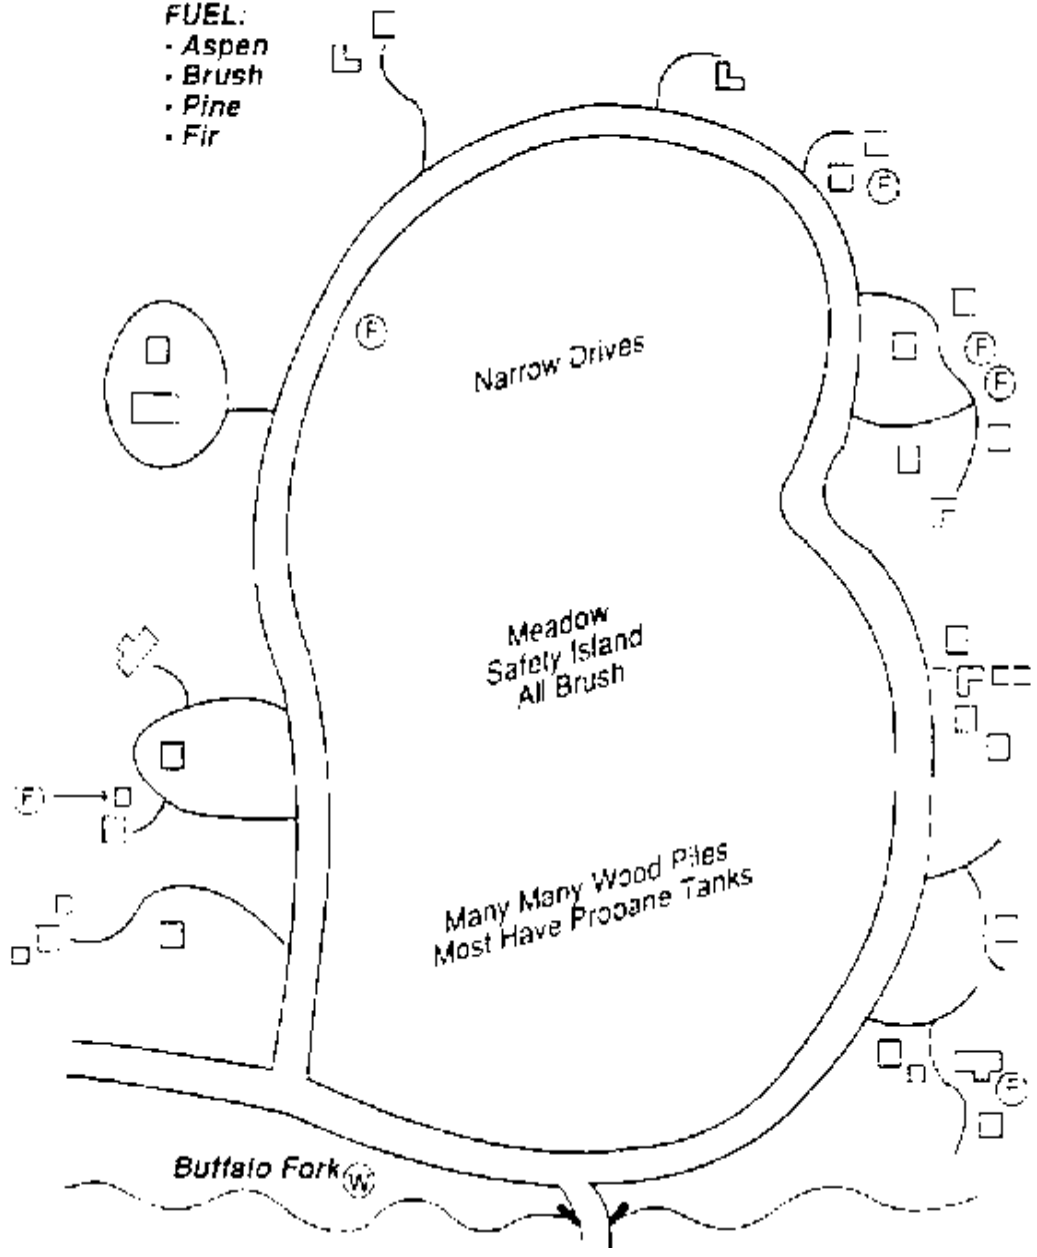 FUEL:
- Aspen
- Brush
- Pine
- Fir
F
F
Narrow Drives
F
F
Meadow
Safety Island
All Brush
F
Many Many Wood Piles
Most Have Propane Tanks
F
Buffalo Fork W